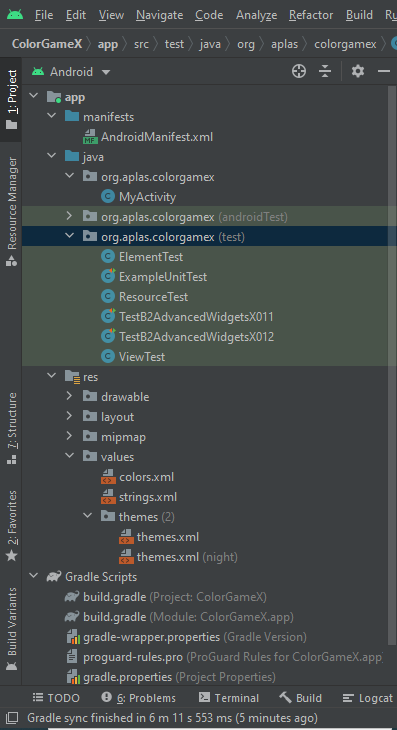 File Edit View Navigate Code Analyze Refactor Build R
ColorGameX app src test java org aplas colorgamex
1: Project
Android
app
manifests
AndroidManifest.xml
java
org.aplas.colorgamex
MyActivity
org.aplas.colorgamex (androidTest)
org.aplas.colorgamex (test)
ElementTest
ExampleUnitTest
ResourceTest
TestB2AdvancedWidgetsX011
TestB2AdvancedWidgetsX012
ViewTest
res
drawable
layout
mipmap
values
colors.xml
strings.xml
themes (2)
themes.xml
themes.xml (night)
Gradle Scripts
build.gradle (Project: ColorGameX)
build.gradle (Module: ColorGameX.app)
gradle-wrapper.properties (Gradle Version)
proguard-rules.pro (ProGuard Rules for ColorGameX.app
gradle.properties (Project Properties)
Resource Manager
7: Structure
2: Favorites
Build Variants
TODO 6: Problems Terminal Build Logcat
Gradle sync finished in 6 m 11 s 553 ms (5 minutes ago)